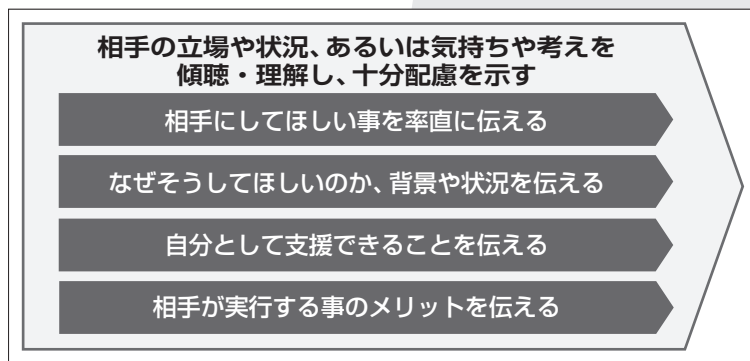 相手の立場や状況、あるいは気持ちや考えを
傾聴・理解し、十分配慮を示す
相手にしてほしい事を率直に伝える
なぜそうしてほしいのか、背景や状況を伝える
自分として支援できることを伝える
相手が実行する事のメリットを伝える